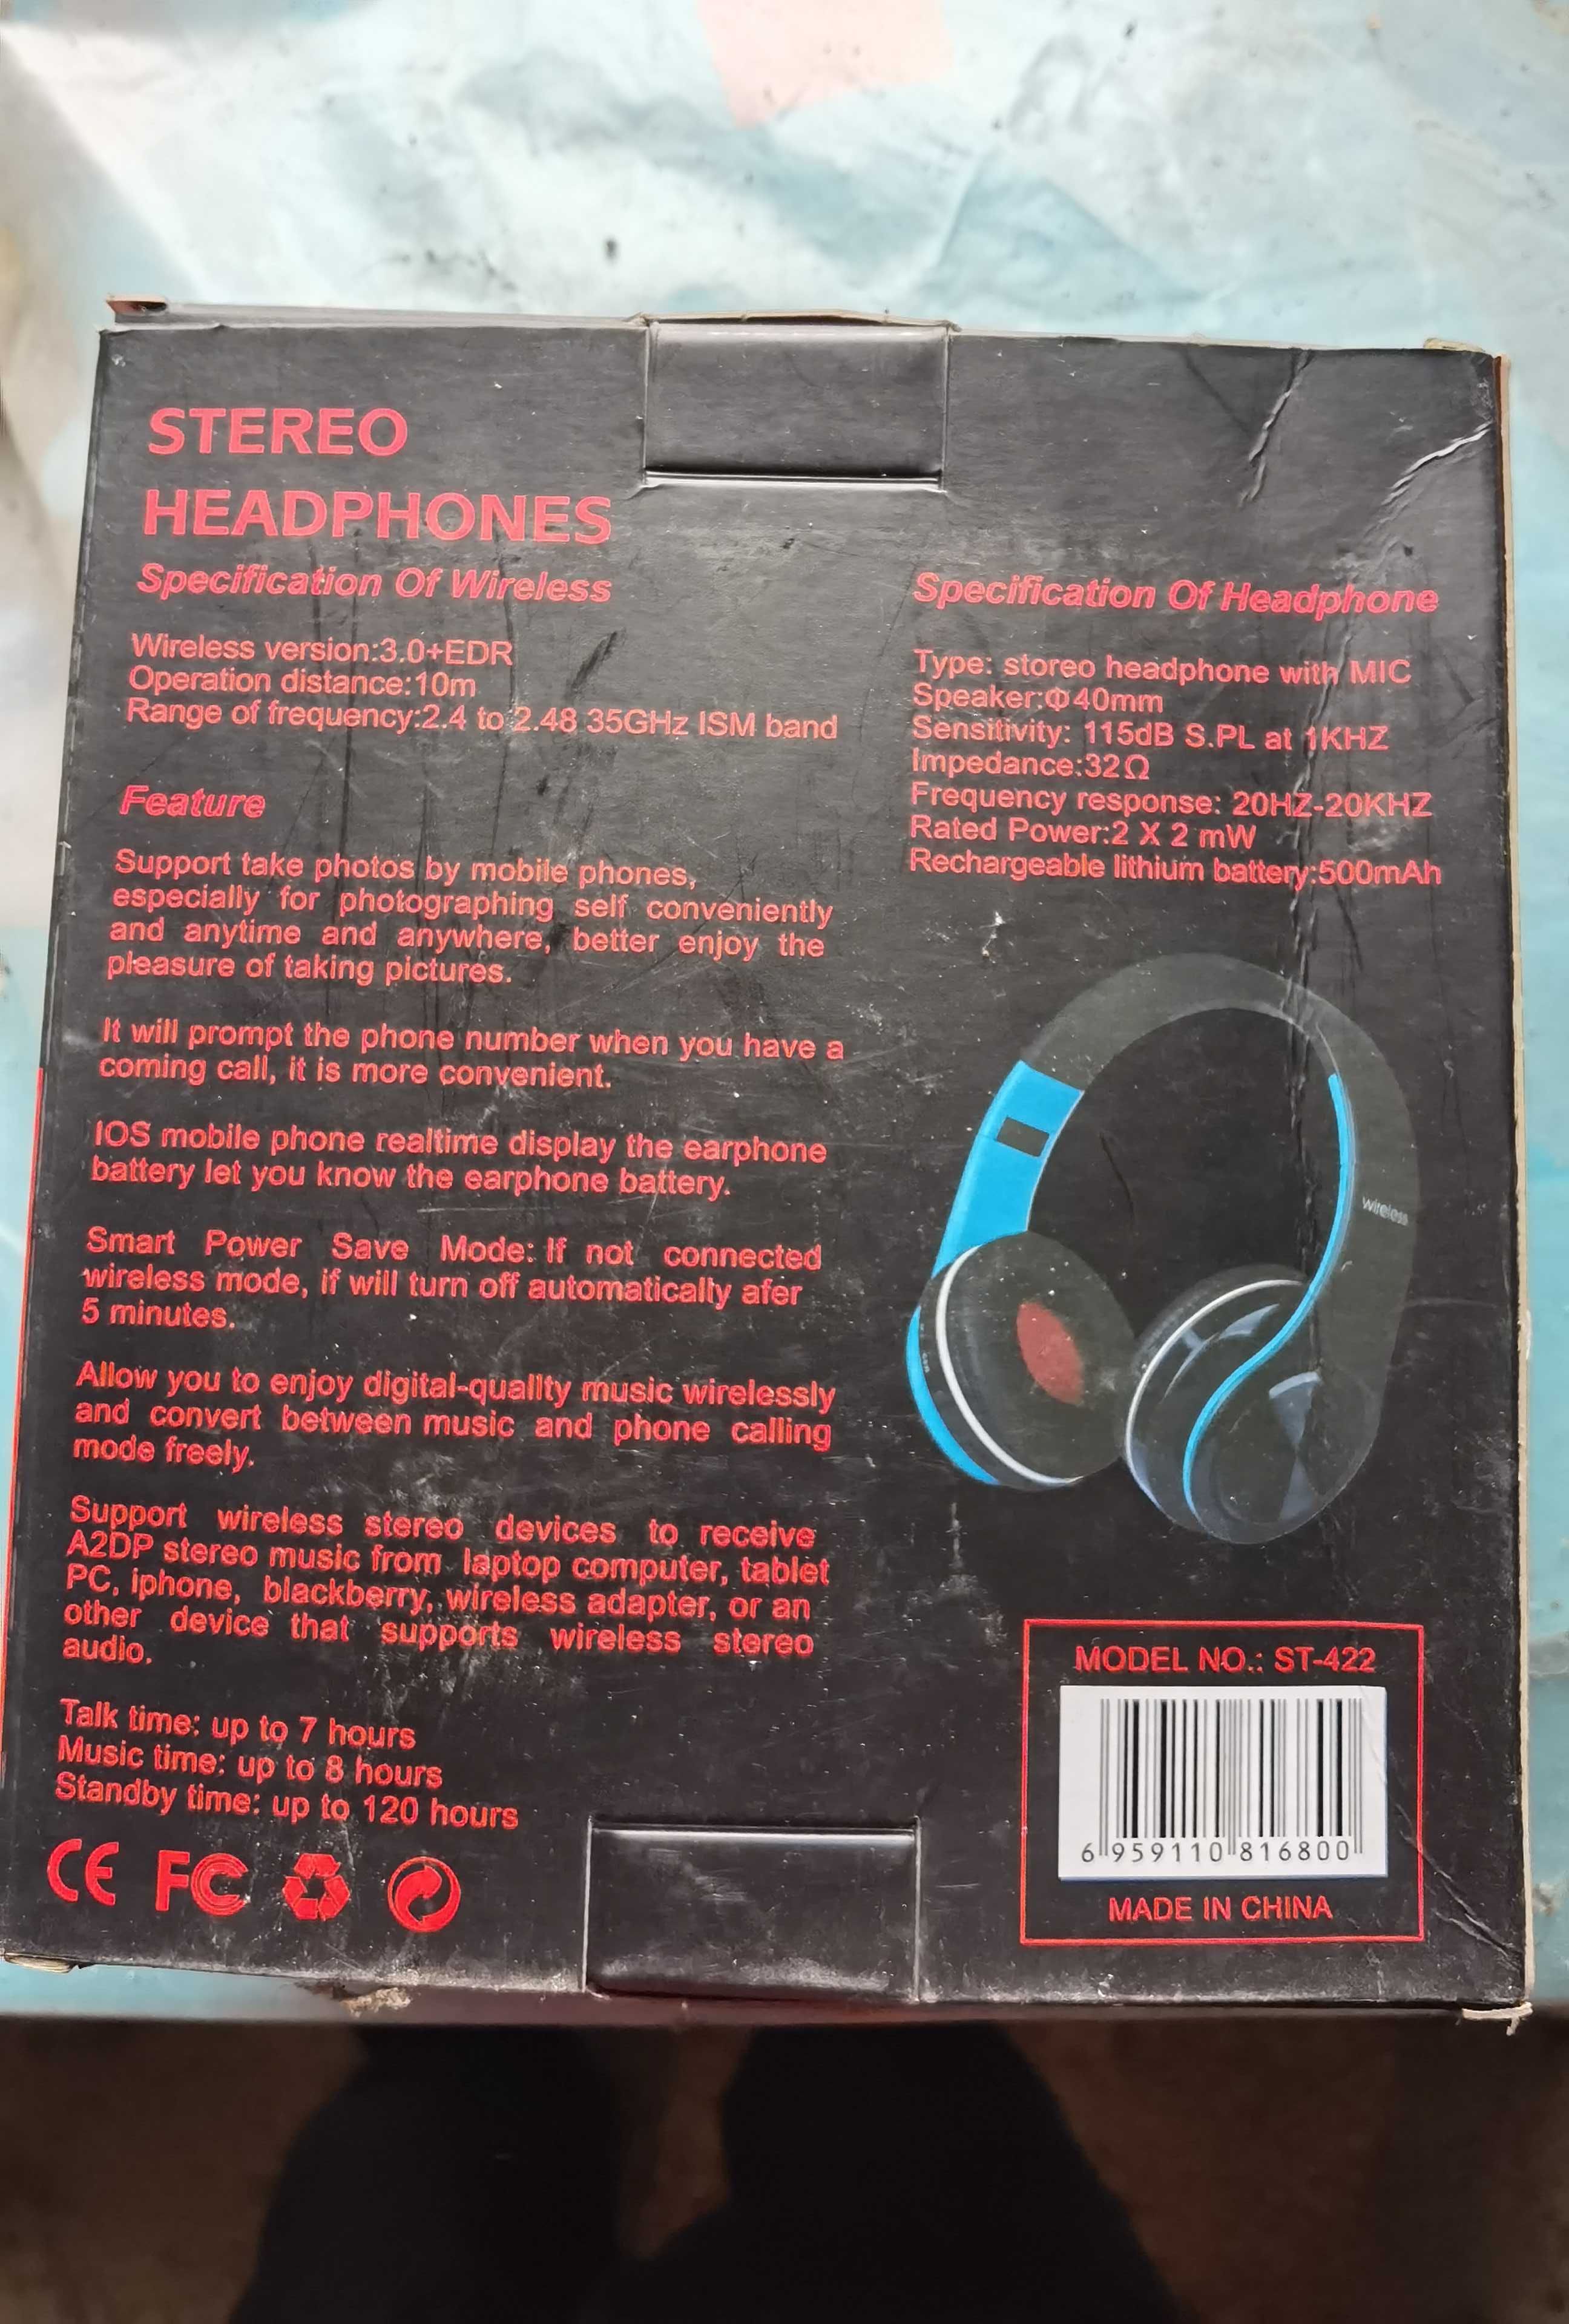 STEREO
HEADPHONES
Specification Of Wireless
Wireless version:3.0+EDR
Operation distance:10m
Range of frequency:2.4 to 2.48 35GHz ISM band
Feature
Support take photos by mobile phones,
especially for photographing self conveniently
and anytime and anywhere, better enjoy the
pleasure of taking pictures.
It will prompt the phone number when you have a
coming call, it is more convenient.
IOS mobile phone realtime display the earphone
battery let you know the earphone battery.
Smart Power Save Mode: If not connected
wireless mode, if will turn off automatically afer
5 minutes.
Allow you to enjoy digital-quallty music wirelessly
and convert between music and phone calling
mode freely.
Support wireless stereo devices to receive
A2DP stereo music from laptop computer, tablet
PC, iphone, blackberry, wireless adapter, or an
other device that supports wireless stereo
audio.
Talk time: up to 7 hours
Music time: up to 8 hours
Standby time: up to 120 hours
CE FC
Specification Of Headphone
Type: storeo headphone with MIC
Speaker:Φ40mm
Sensitivity: 115dB S.PL at 1KHZ
Impedance:32Ω
Frequency response: 20HZ-20KHZ
Rated Power:2 X 2 mW
Rechargeable lithium battery:500mAh
wireless
MODEL NO.: ST-422
6 959110 816800
MADE IN CHINA